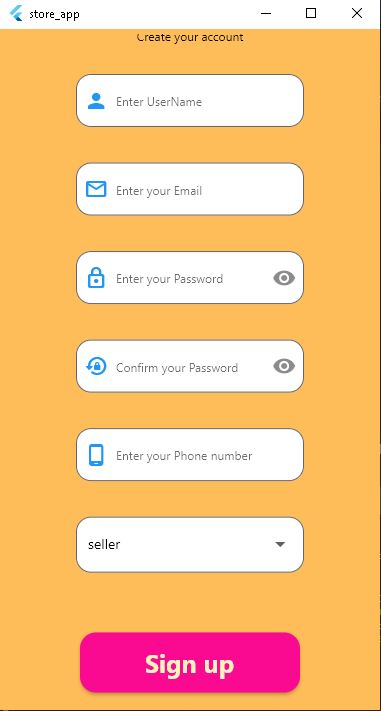 store_app
Create your account
Enter UserName
Enter your Email
Enter your Password
Confirm your Password
Enter your Phone number
seller
Sign up